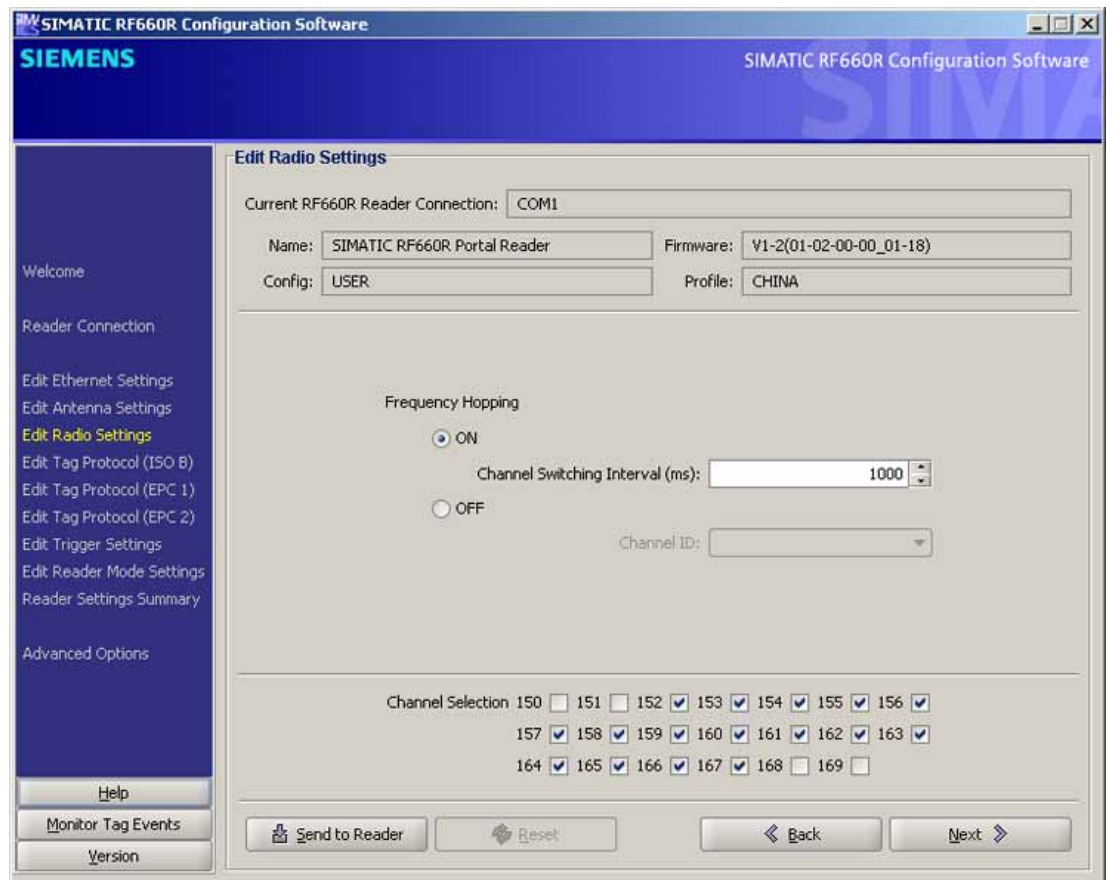 SIMATIC RF660R Configuration Software
SIEMENS
SIMATIC RF660R Configuration Software
Edit Radio Settings
Current RF660R Reader Connection: COM1
Name: SIMATIC RF660R Portal Reader Firmware: V1-2(01-02-00-00_01-18)
Config: USER Profile: CHINA
Welcome
Reader Connection
Edit Ethernet Settings
Edit Antenna Settings
Edit Radio Settings
Edit Tag Protocol (ISO B)
Edit Tag Protocol (EPC 1)
Edit Tag Protocol (EPC 2)
Edit Trigger Settings
Edit Reader Mode Settings
Reader Settings Summary
Advanced Options
Frequency Hopping
ON
Channel Switching Interval (ms): 1000
OFF
Channel ID:
Channel Selection 150 151 152 153 154 155 156
157 158 159 160 161 162 163
164 165 166 167 168 169
Help
Monitor Tag Events
Version
Send to Reader Reset Back Next